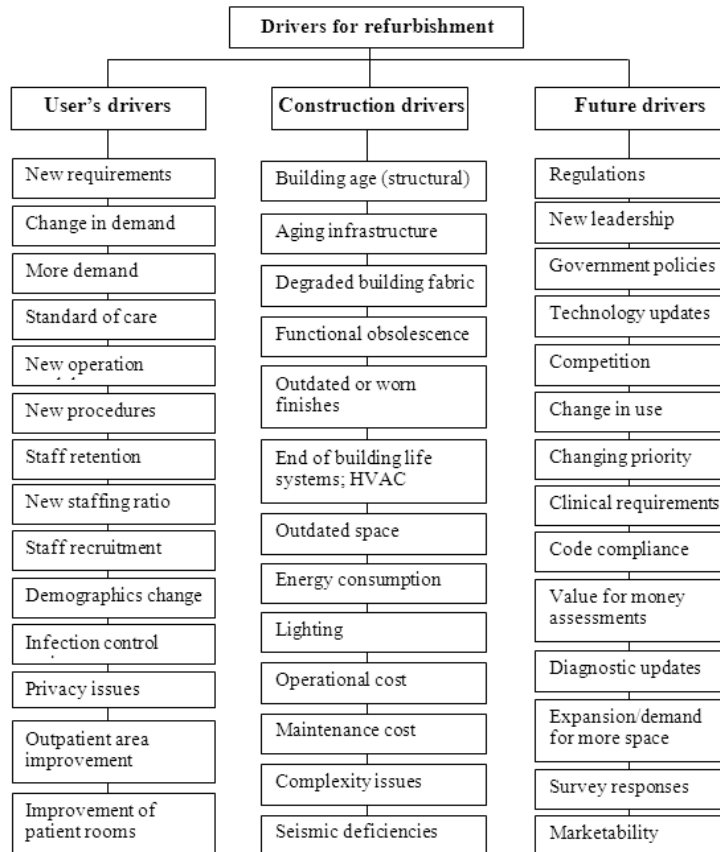 Drivers for refurbishment
User's drivers
New requirements
Change in demand
More demand
Standard of care
New operation
New procedures
Staff retention
New staffing ratio
Staff recruitment
Demographics change
Infection control
Privacy issues
Outpatient area
improvement
Improvement of
patient rooms
Construction drivers
Building age (structural)
Aging infrastructure
Degraded building fabric
Functional obsolescence
Outdated or worn
finishes
End of building life
systems; HVAC
Outdated space
Energy consumption
Lighting
Operational cost
Maintenance cost
Complexity issues
Seismic deficiencies
Future drivers
Regulations
New leadership
Government policies
Technology updates
Competition
Change in use
Changing priority
Clinical requirements
Code compliance
Value for money
assessments
Diagnostic updates
Expansion/demand
for more space
Survey responses
Marketability